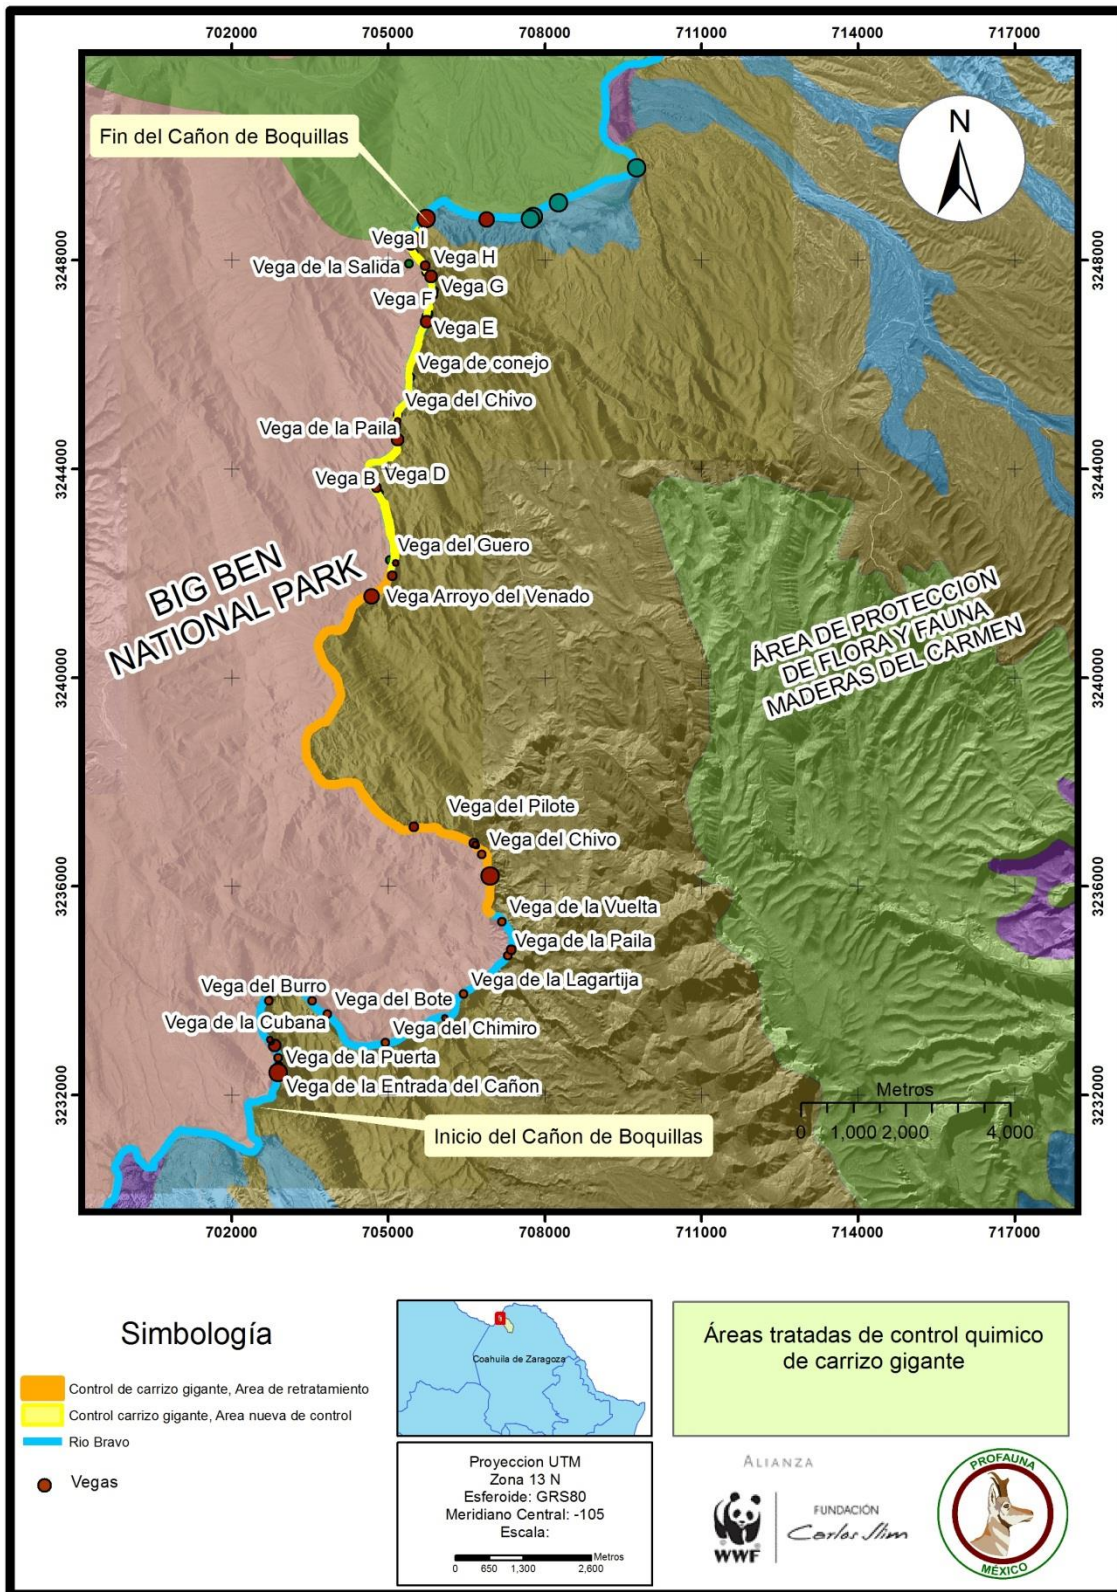 702000
705000
708000
711000
714000
717000
Fin del Cañon de Boquillas
N
3248000
3248000
Vega I
Vega de la Salida
Vega H
Vega G
Vega F
Vega E
Vega de conejo
Vega del Chivo
Vega de la Paila
3244000
3244000
Vega B
Vega D
Vega del Guero
BIG BEN
NATIONAL PARK
Vega Arroyo del Venado
ÁREA DE PROTECCION
DE FLORA Y FAUNA
MADERAS DEL CARMEN
3240000
3240000
Vega del Pilote
Vega del Chivo
3236000
3236000
Vega de la Vuelta
Vega de la Paila
Vega de la Lagartija
Vega del Burro
Vega del Bote
Vega de la Cubana
Vega del Chimiro
Vega de la Puerta
Vega de la Entrada del Cañon
3232000
3232000
Metros
0 1,000 2,000 4,000
Inicio del Cañon de Boquillas
702000
705000
708000
711000
714000
717000
Simbología
Control de carrizo gigante, Area de retratamiento
Control carrizo gigante, Area nueva de control
Rio Bravo
Vegas
Coahuila de Zaragoza
Proyeccion UTM
Zona 13 N
Esferoide: GRS80
Meridiano Central: -105
Escala:
Metros
0 650 1,300 2,600
Áreas tratadas de control quimico
de carrizo gigante
ALIANZA
WWF
FUNDACIÓN
Carlos Slim
PROFAUNA
MÉXICO